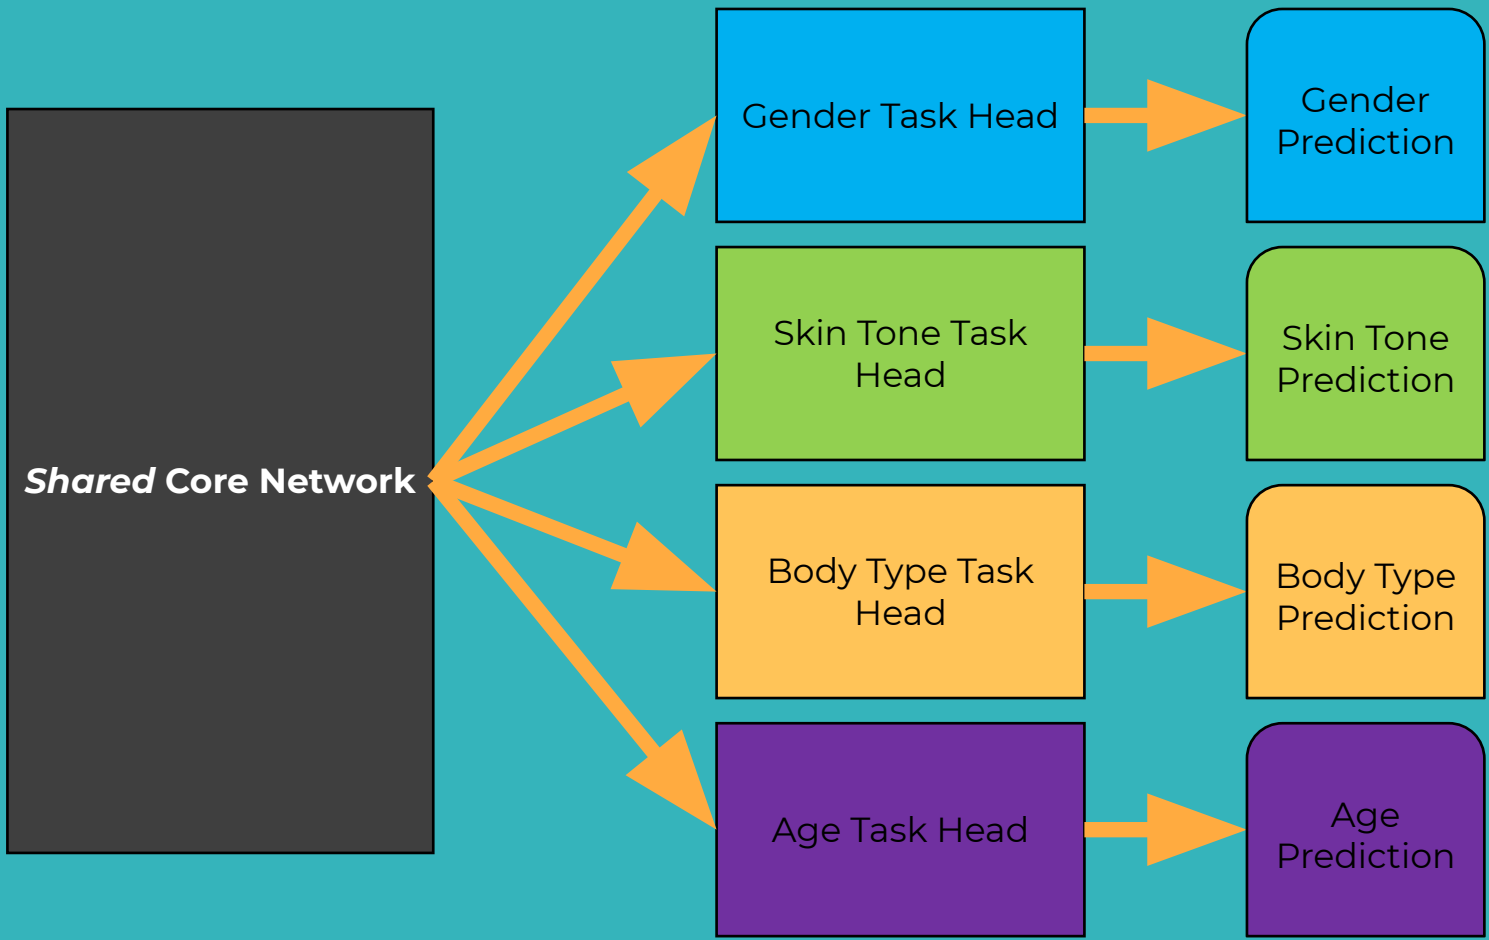 Shared Core Network
Gender Task Head
Gender
Prediction
Skin Tone Task
Head
Skin Tone
Prediction
Body Type Task
Head
Body Type
Prediction
Age Task Head
Age
Prediction